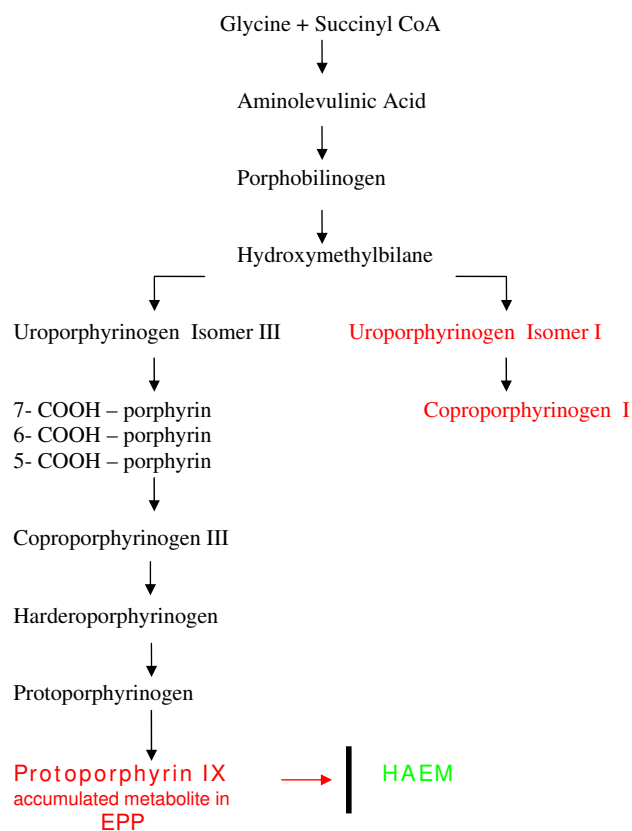 Glycine + Succinyl CoA
Aminolevulinic Acid
Porphobilinogen
Hydroxymethylbilane
Uroporphyrinogen Isomer III
Uroporphyrinogen Isomer I
7- COOH – porphyrin
6- COOH – porphyrin
5- COOH – porphyrin
Coproporphyrinogen I
Coproporphyrinogen III
Harderoporphyrinogen
Protoporphyrinogen
Protoporphyrin IX
accumulated metabolite in
EPP
HAEM